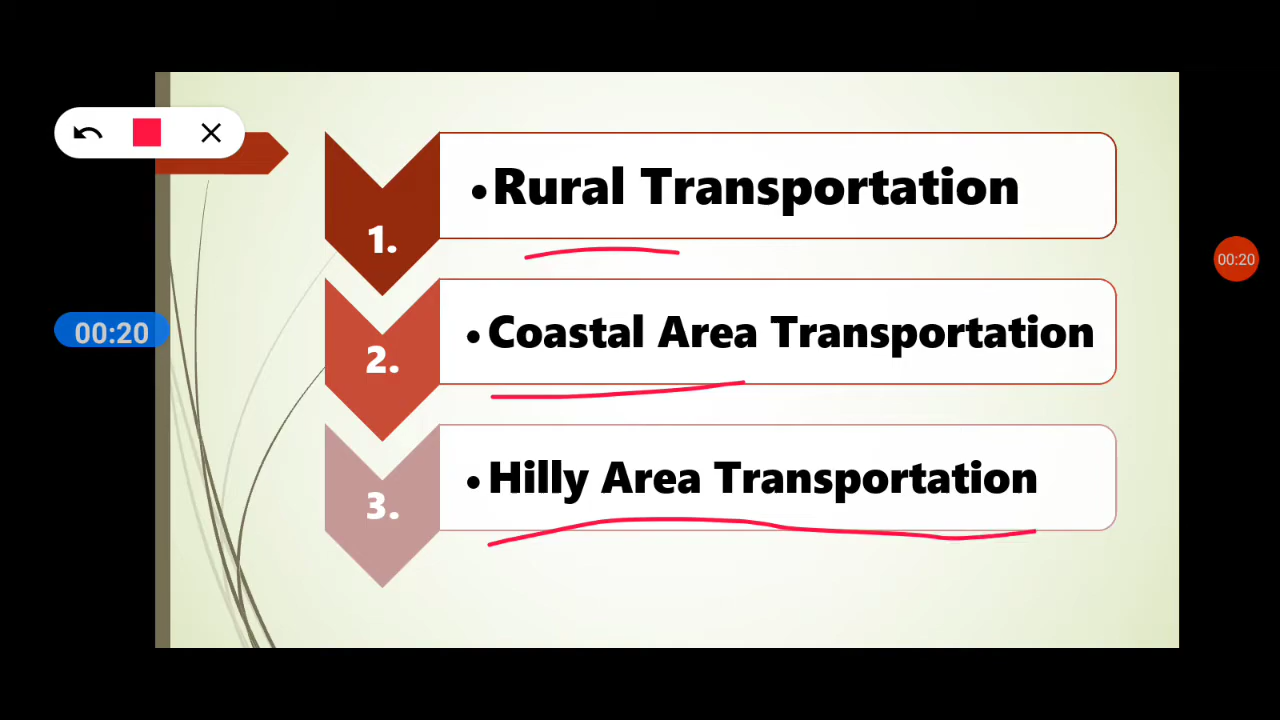 1.
•Rural Transportation
2.
•Coastal Area Transportation
3.
•Hilly Area Transportation
00:20
00:20